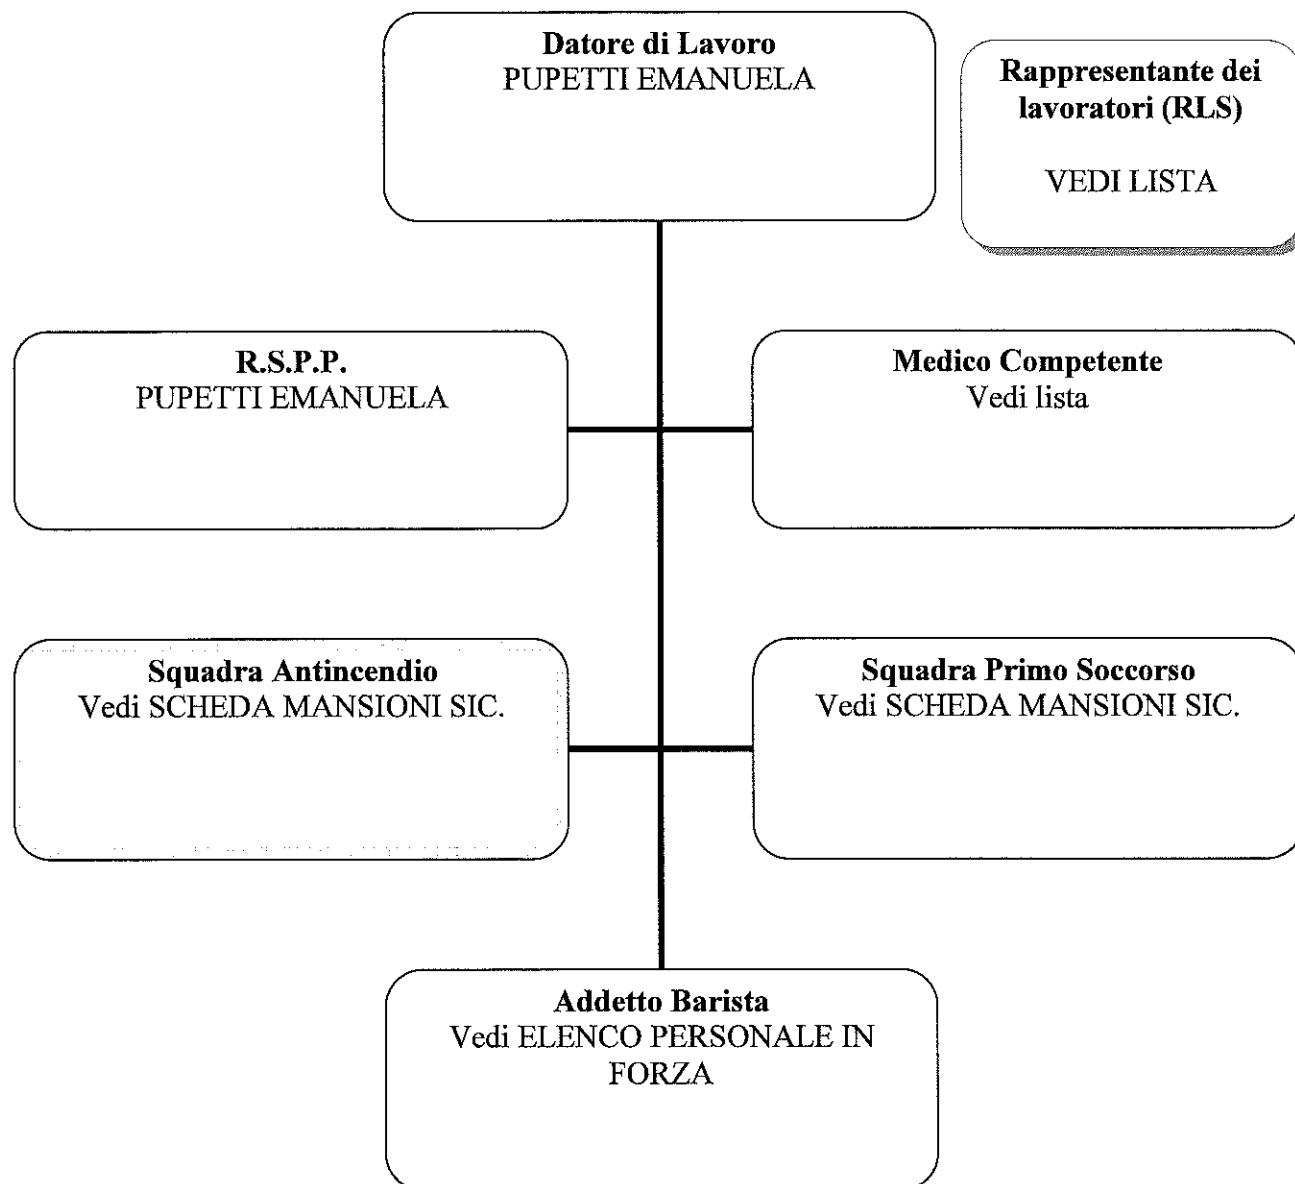 Datore di Lavoro
PUPETTI EMANUELA
Rappresentante dei
lavoratori (RLS)
VEDI LISTA
R.S.P.P.
PUPETTI EMANUELA
Medico Competente
Vedi lista
Squadra Antincendio
Vedi SCHEDA MANSIONI SIC.
Squadra Primo Soccorso
Vedi SCHEDA MANSIONI SIC.
Addetto Barista
Vedi ELENCO PERSONALE IN
FORZA